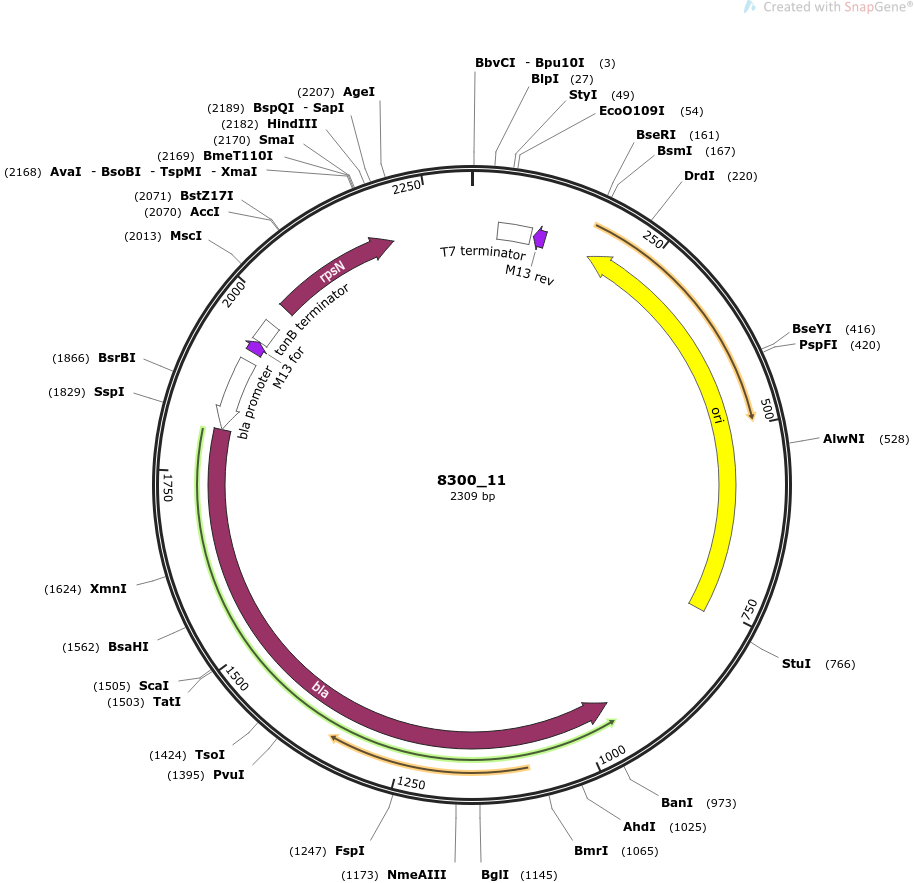 Created with SnapGene®
BbvCI - Bpu10I (3)
BlpI (27)
StyI (49)
EcoO109I (54)
BseRI (161)
BsmI (167)
DrdI (220)
BseYI (416)
PspFI (420)
AlwNI (528)
StuI (766)
BanI (973)
AhdI (1025)
BmrI (1065)
BglI (1145)
(1173) NmeAIII
(1247) FspI
(1395) PvuI
(1424) TsoI
(1503) TatI
(1505) ScaI
(1562) BsaHI
(1624) XmnI
(1829) SspI
(1866) BsrBI
(2013) MscI
(2070) AccI
(2071) BstZ17I
(2168) AvaI - BsoBI - TspMI - XmaI
(2169) BmeT110I
(2170) SmaI
(2182) HindIII
(2189) BspQI - SapI
(2207) AgeI
250
500
750
1000
1250
1500
1750
2000
2250
T7 terminator
M13 rev
ori
bla
bla promoter
M13 for
tonB terminator
rpsN
8300_11
2309 bp